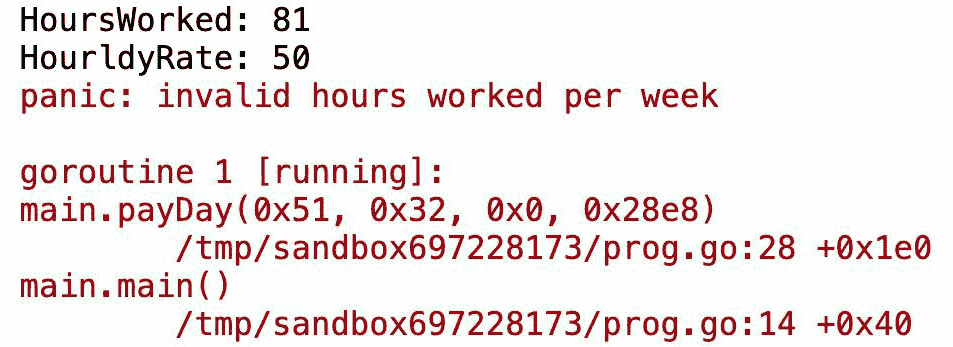 HoursWorked: 81
HourldyRate: 50
panic: invalid hours worked per week
goroutine 1 [running]:
main.payDay(0x51, 0x32, 0x0, 0x28e8)
/tmp/sandbox697228173/prog.go:28 +0x1e0
main.main()
/tmp/sandbox697228173/prog.go:14 +0x40